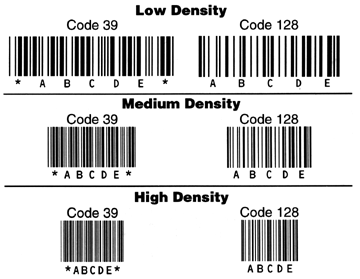 Low Density
Code 39 Code 128
* A B C D E * A B C D E
Medium Density
Code 39 Code 128
* A B C D E * A B C D E
High Density
Code 39 Code 128
*ABCDE* ABCDE